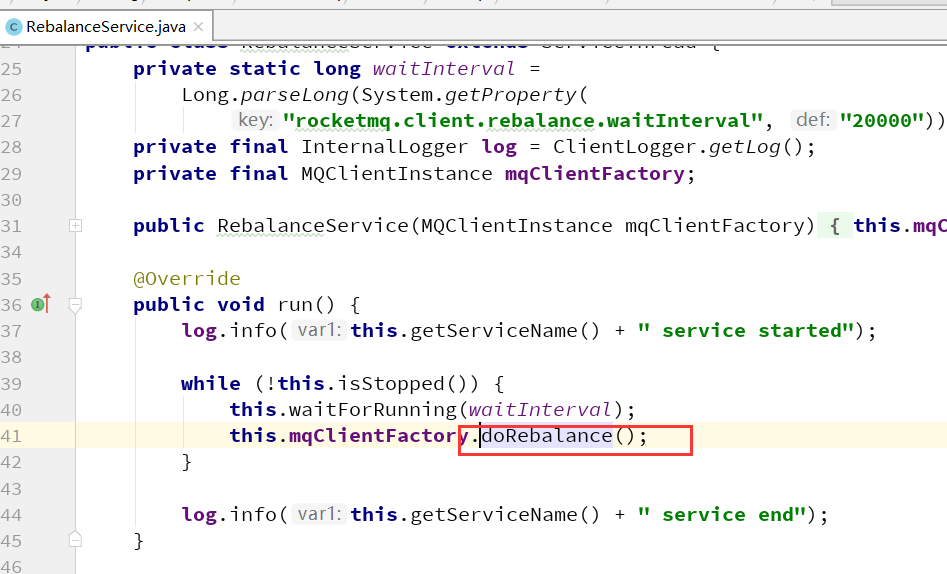 RebalanceService.java
24 public class RebalanceService extends ServiceThread {
25 private static long waitInterval =
26 Long.parseLong(System.getProperty(
27 key: "rocketmq.client.rebalance.waitInterval", def: "20000"))
28 private final InternalLogger log = ClientLogger.getLog();
29 private final MQClientInstance mqClientFactory;
30
31 public RebalanceService(MQClientInstance mqClientFactory) { this.mqC
34
35 @Override
36 public void run() {
37 log.info( var1: this.getServiceName() + " service started");
38
39 while (!this.isStopped()) {
40 this.waitForRunning(waitInterval);
41 this.mqClientFactory.doRebalance();
42 }
43
44 log.info( var1: this.getServiceName() + " service end");
45 }
46